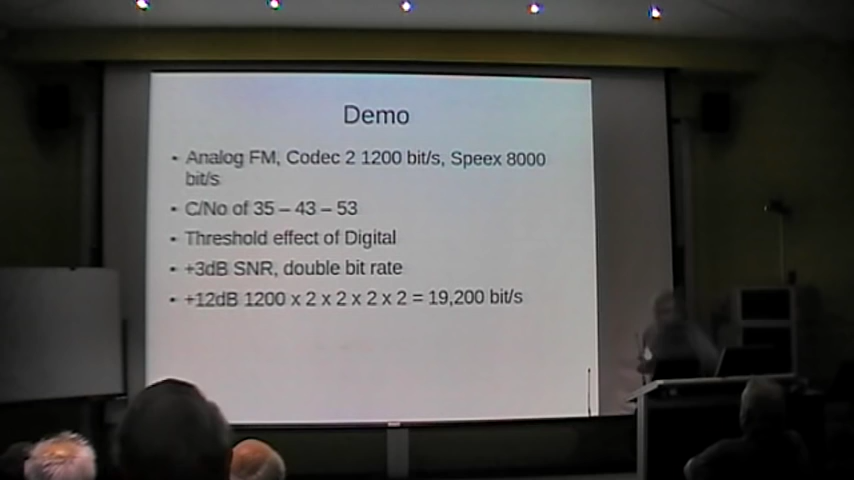 Demo
• Analog FM, Codec 2 1200 bit/s, Speex 8000
bit/s
• C/No of 35 – 43 – 53
• Threshold effect of Digital
• +3dB SNR, double bit rate
• +12dB 1200 x 2 x 2 x 2 x 2 = 19,200 bit/s